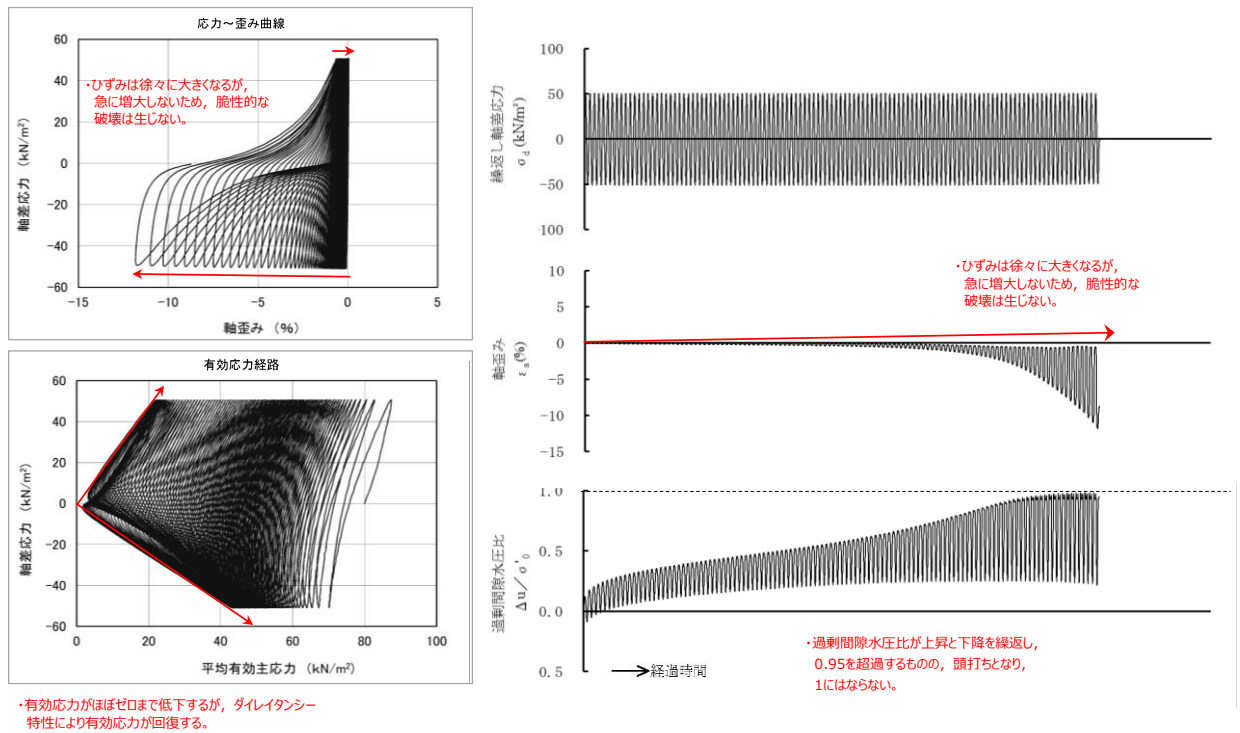 応力～歪み曲線
60
40
20
0
-20
-40
-60
-15
-10
-5
0
5
軸差応力 (kN/m²)
軸歪み (%)
・ひずみは徐々に大きくなるが，
急に増大しないため，脆性的な
破壊は生じない。
有効応力経路
60
40
20
0
-20
-40
-60
0
20
40
60
80
100
軸差応力 (kN/m²)
平均有効主応力 (kN/m²)
・有効応力がほぼゼロまで低下するが，ダイレイタンシー
特性により有効応力が回復する。
100
50
0
-50
-100
繰返し軸差応力
σd (kN/m²)
10
5
0
-5
-10
-15
軸歪み
εa (%)
・ひずみは徐々に大きくなるが，
急に増大しないため，脆性的な
破壊は生じない。
1.0
0.5
0.0
0.5
過剰間隙水圧比
Δu／σ'0
経過時間
・過剰間隙水圧比が上昇と下降を繰返し，
0.95を超過するものの，頭打ちとなり，
1にはならない。